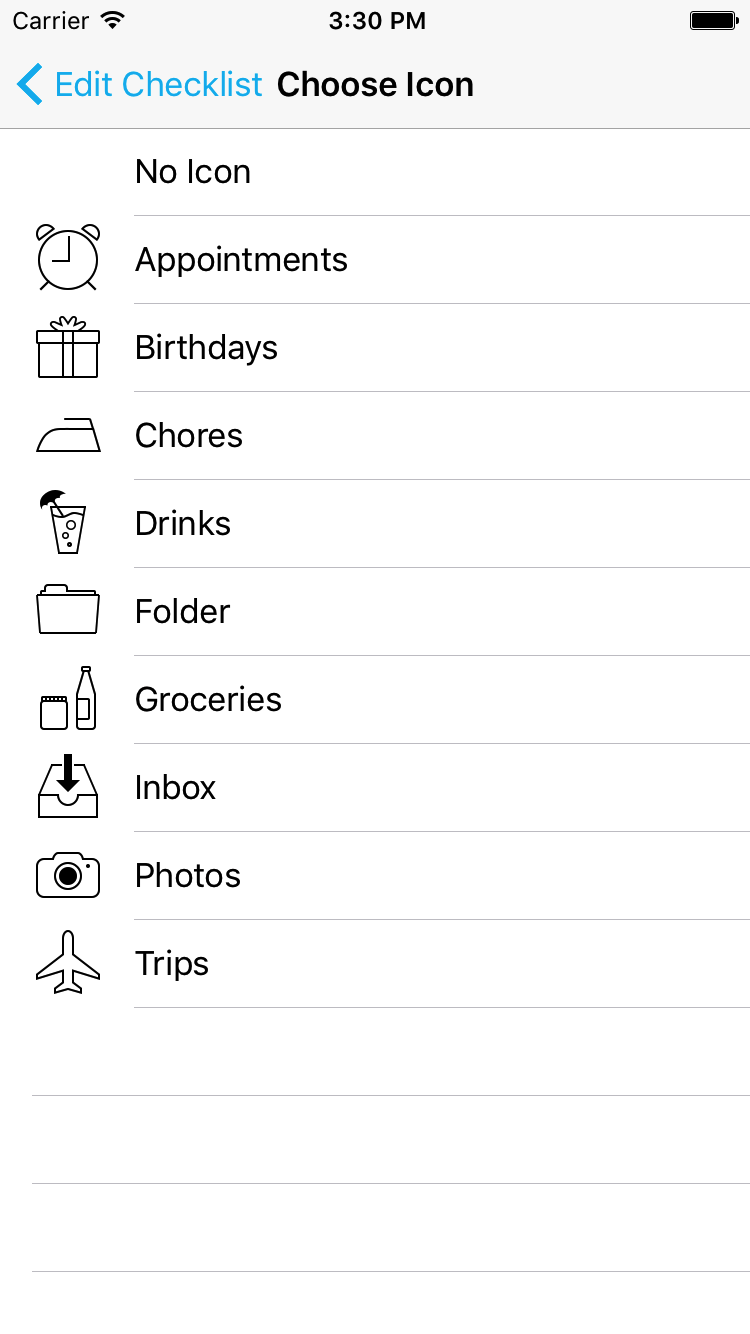 Carrier 3:30 PM
Edit Checklist Choose Icon
No Icon
Appointments
Birthdays
Chores
Drinks
Folder
Groceries
Inbox
Photos
Trips